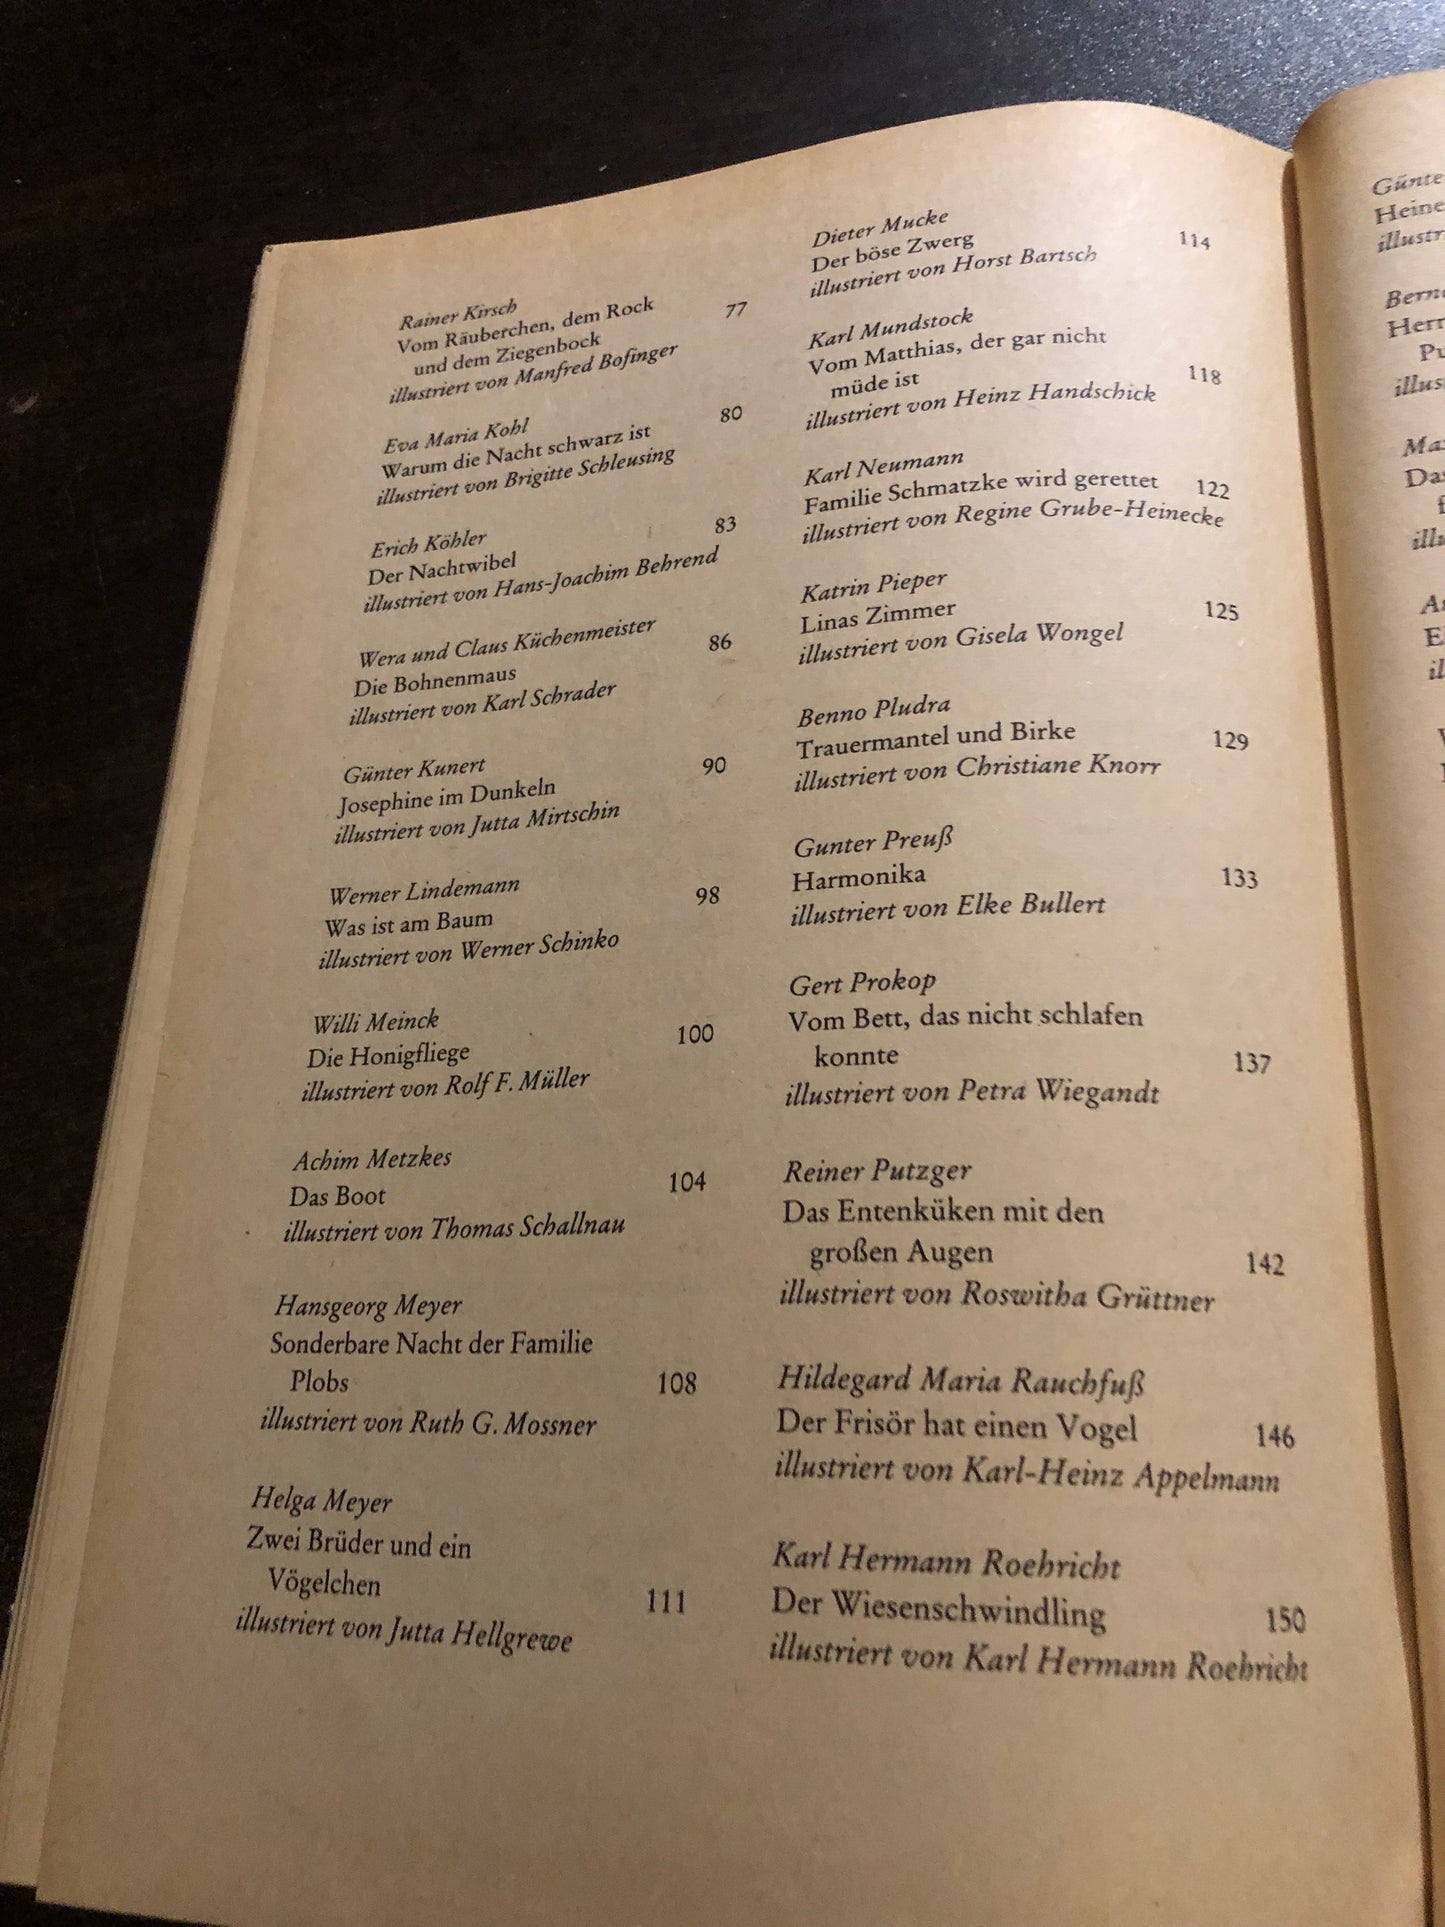 Rainer Kirsch
Vom Räuberchen, dem Rock
und dem Ziegenbock 77
illustriert von Manfred Bofinger
Eva Maria Kohl
Warum die Nacht schwarz ist 80
illustriert von Brigitte Schleusing
Erich Köhler
Der Nachtwibel 83
illustriert von Hans-Joachim Behrend
Wera und Claus Küchenmeister
Die Bohnenmaus 86
illustriert von Karl Schrader
Günter Kunert
Josephine im Dunkeln 90
illustriert von Jutta Mirtschin
Werner Lindemann
Was ist am Baum 98
illustriert von Werner Schinko
Willi Meinck
Die Honigfliege 100
illustriert von Rolf F. Müller
Achim Metzkes
Das Boot 104
illustriert von Thomas Schallnau
Hansgeorg Meyer
Sonderbare Nacht der Familie
Plobs 108
illustriert von Ruth G. Mossner
Helga Meyer
Zwei Brüder und ein
Vögelchen 111
illustriert von Jutta Hellgrewe
Dieter Mucke
Der böse Zwerg 114
illustriert von Horst Bartsch
Karl Mundstock
Vom Matthias, der gar nicht
müde ist 118
illustriert von Heinz Handschick
Karl Neumann
Familie Schmatzke wird gerettet 122
illustriert von Regine Grube-Heinecke
Katrin Pieper
Linas Zimmer 125
illustriert von Gisela Wongel
Benno Pludra
Trauermantel und Birke 129
illustriert von Christiane Knorr
Gunter Preuß
Harmonika 133
illustriert von Elke Bullert
Gert Prokop
Vom Bett, das nicht schlafen
konnte 137
illustriert von Petra Wiegandt
Reiner Putzger
Das Entenküken mit den
großen Augen 142
illustriert von Roswitha Grüttner
Hildegard Maria Rauchfuß
Der Frisör hat einen Vogel 146
illustriert von Karl-Heinz Appelmann
Karl Hermann Roehricht
Der Wiesenschwindling 150
illustriert von Karl Hermann Roehricht